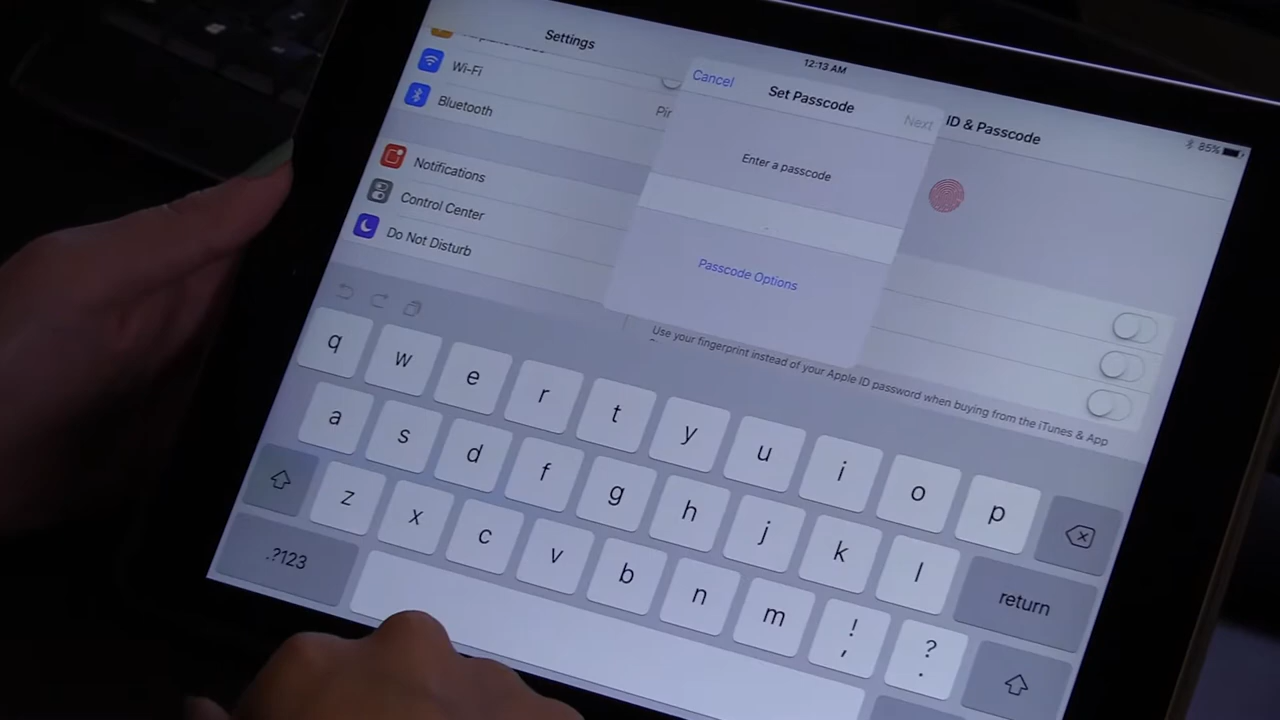 Settings
12:13 AM
85%
Wi-Fi
Bluetooth
Notifications
Control Center
Do Not Disturb
Cancel
Set Passcode
Next
Enter a passcode
Passcode Options
ID & Passcode
Use your fingerprint instead of your Apple ID password when buying from the iTunes & App
q w e r t y u i o p
a s d f g h j k l return
z x c v b n m ! , ? .
.?123